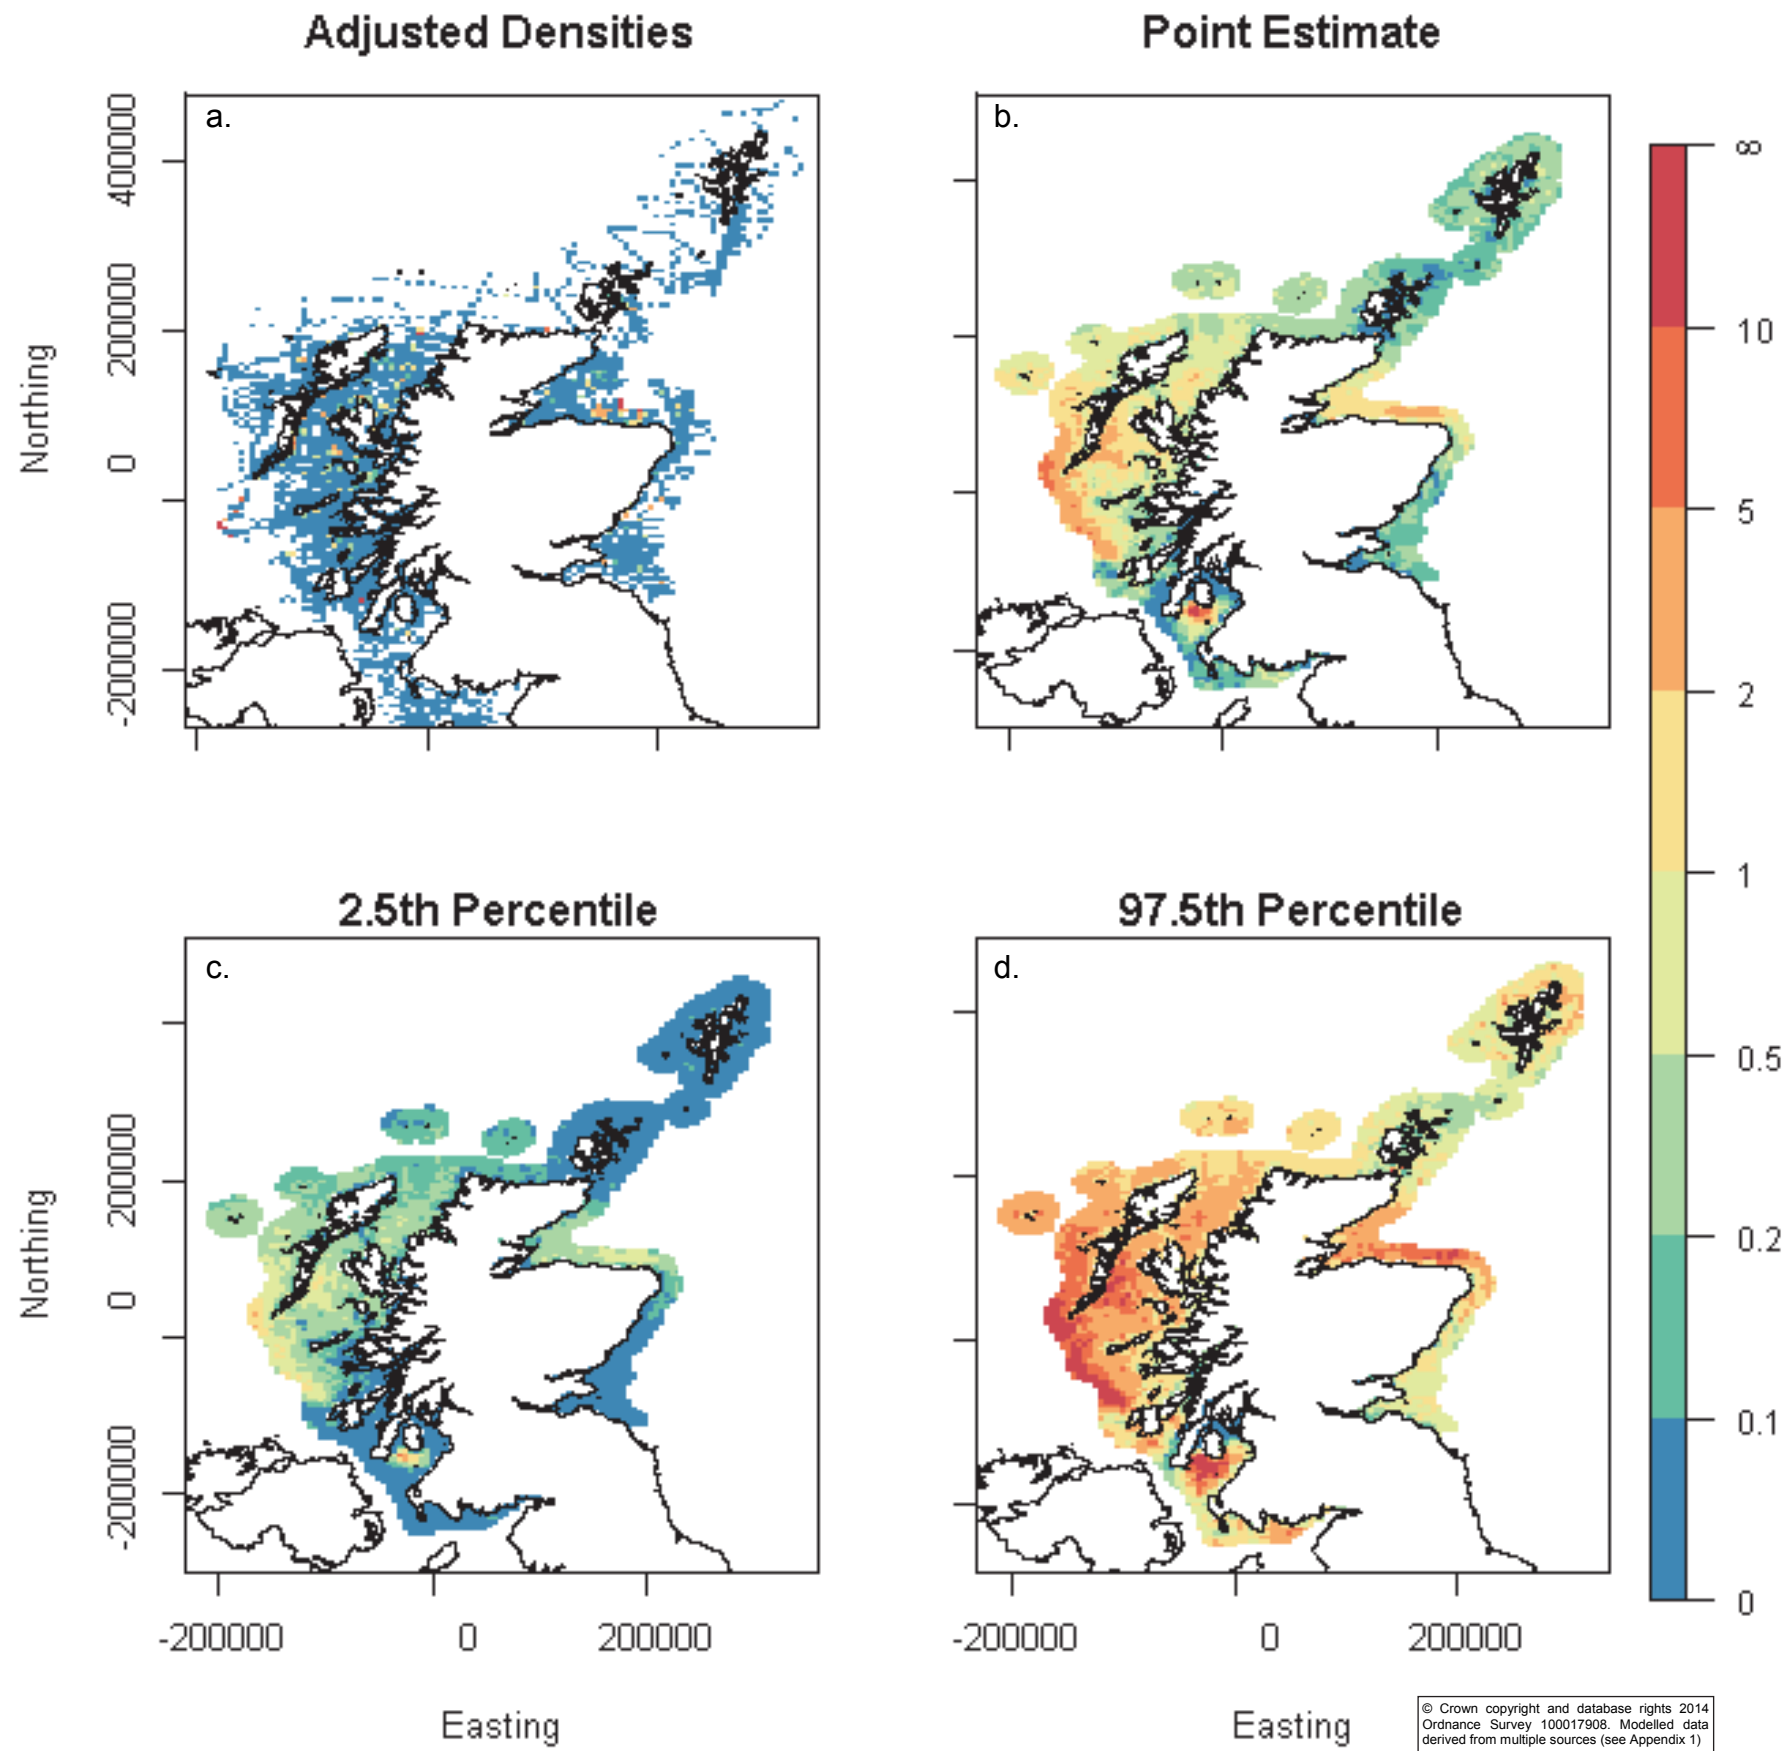 Adjusted Densities
Point Estimate
a.
b.
400000
200000
0
-200000
Northing
∞
10
5
2
1
0.5
0.2
0.1
0
2.5th Percentile
97.5th Percentile
c.
d.
200000
0
-200000
Northing
-200000 0 200000
-200000 0 200000
Easting
Easting
© Crown copyright and database rights 2014
Ordnance Survey 100017908. Modelled data
derived from multiple sources (see Appendix 1)